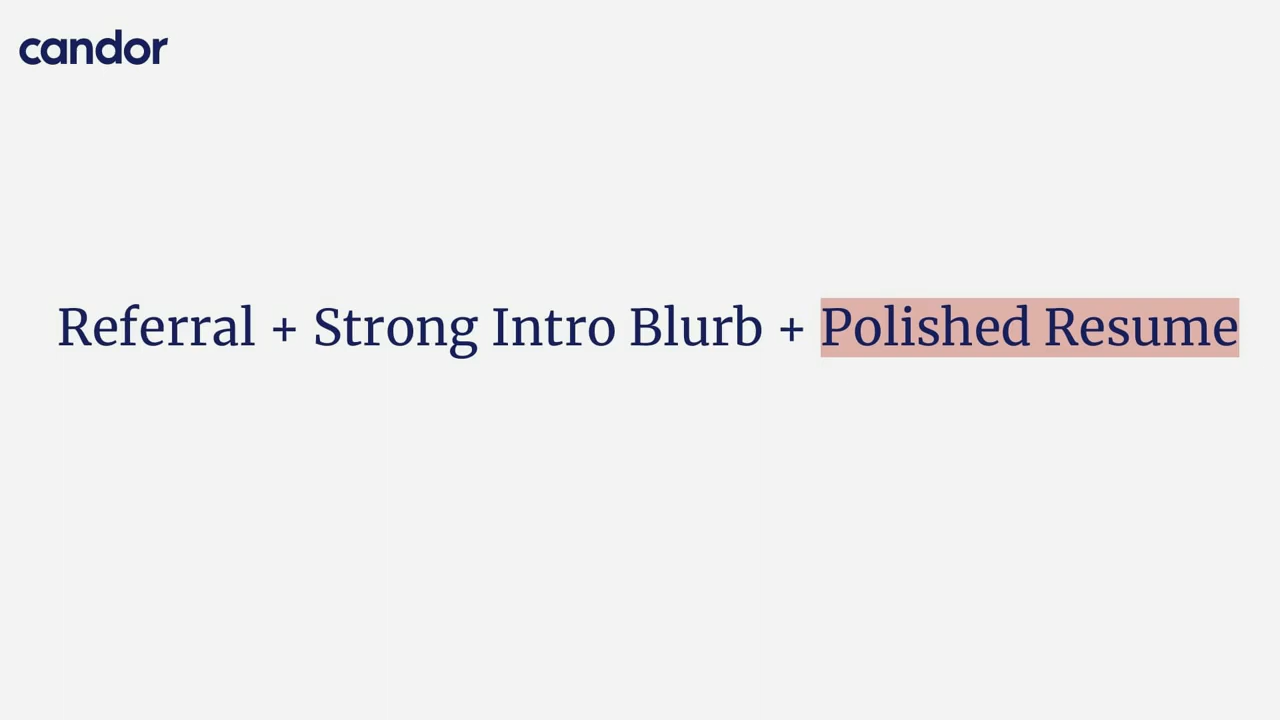 candor
Referral + Strong Intro Blurb + Polished Resume